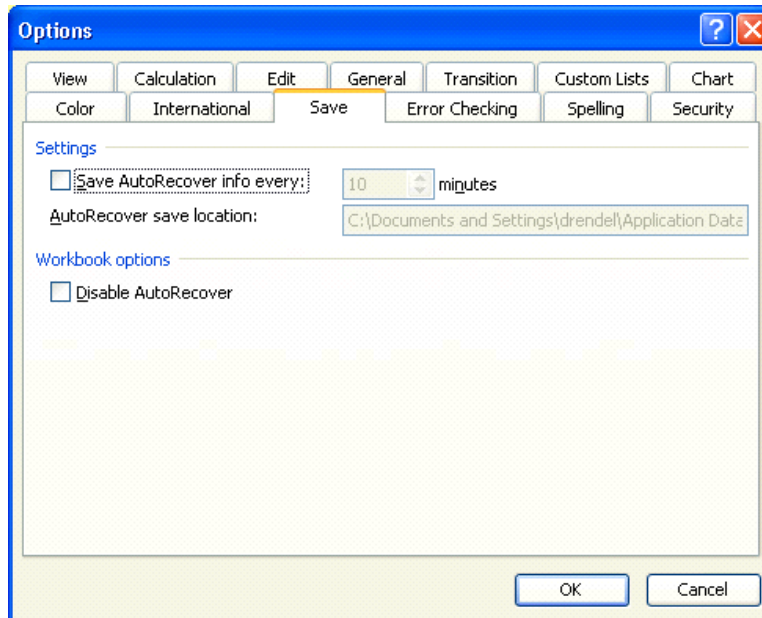 Options
View Calculation Edit General Transition Custom Lists Chart
Color International Save Error Checking Spelling Security
Settings
Save AutoRecover info every: 10 minutes
AutoRecover save location: C:\Documents and Settings\drendel\Application Data
Workbook options
Disable AutoRecover
OK Cancel